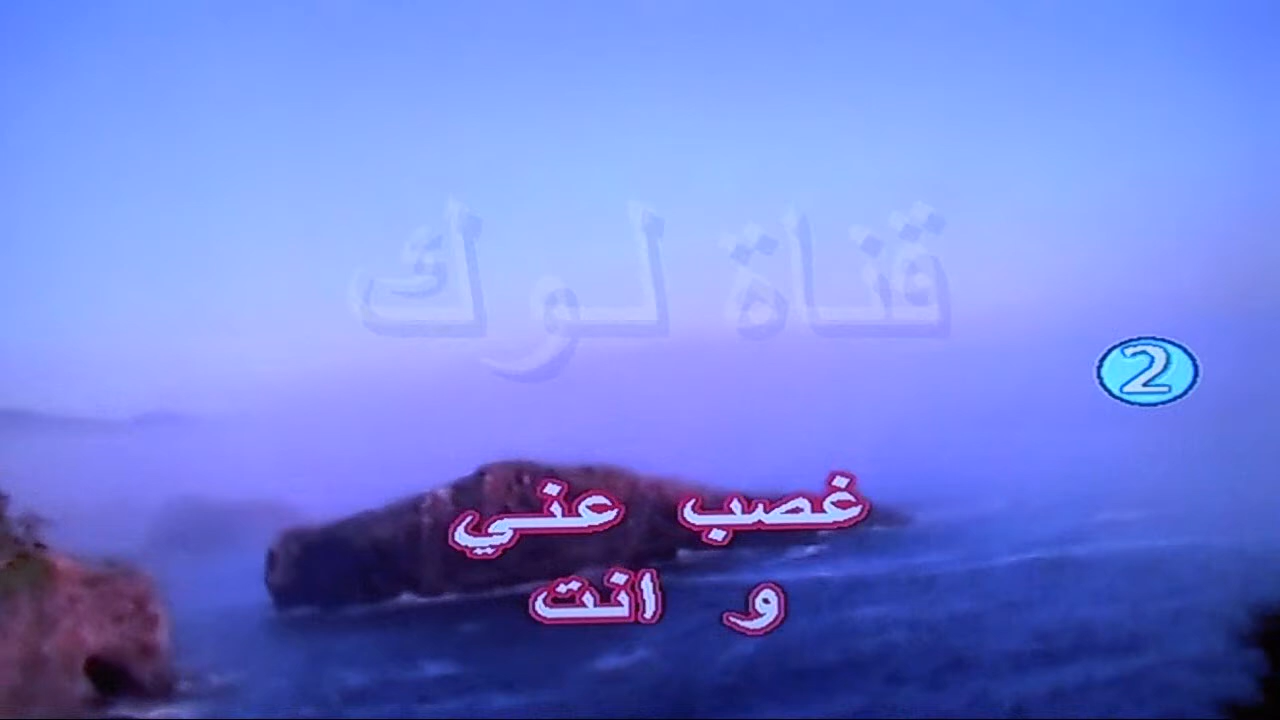 قناة لوك
2
غصب عني
و انت